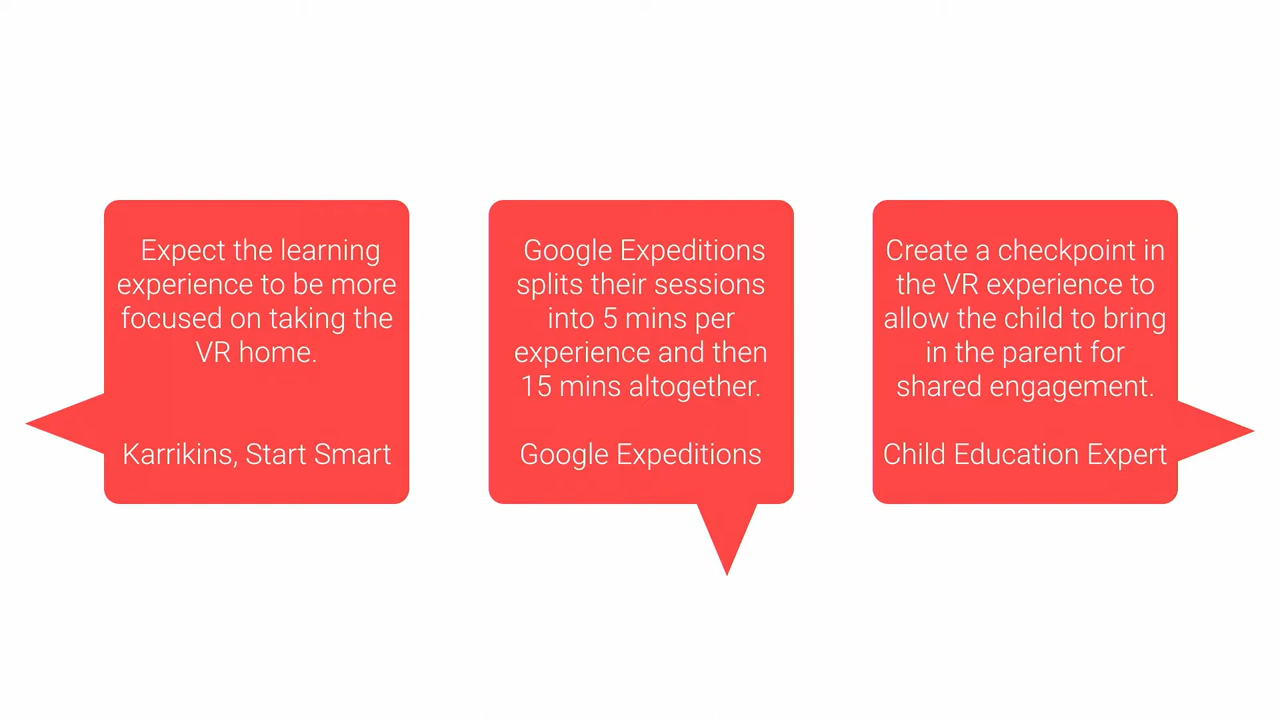 Expect the learning
experience to be more
focused on taking the
VR home.
Karrikins, Start Smart
Google Expeditions
splits their sessions
into 5 mins per
experience and then
15 mins altogether.
Google Expeditions
Create a checkpoint in
the VR experience to
allow the child to bring
in the parent for
shared engagement.
Child Education Expert